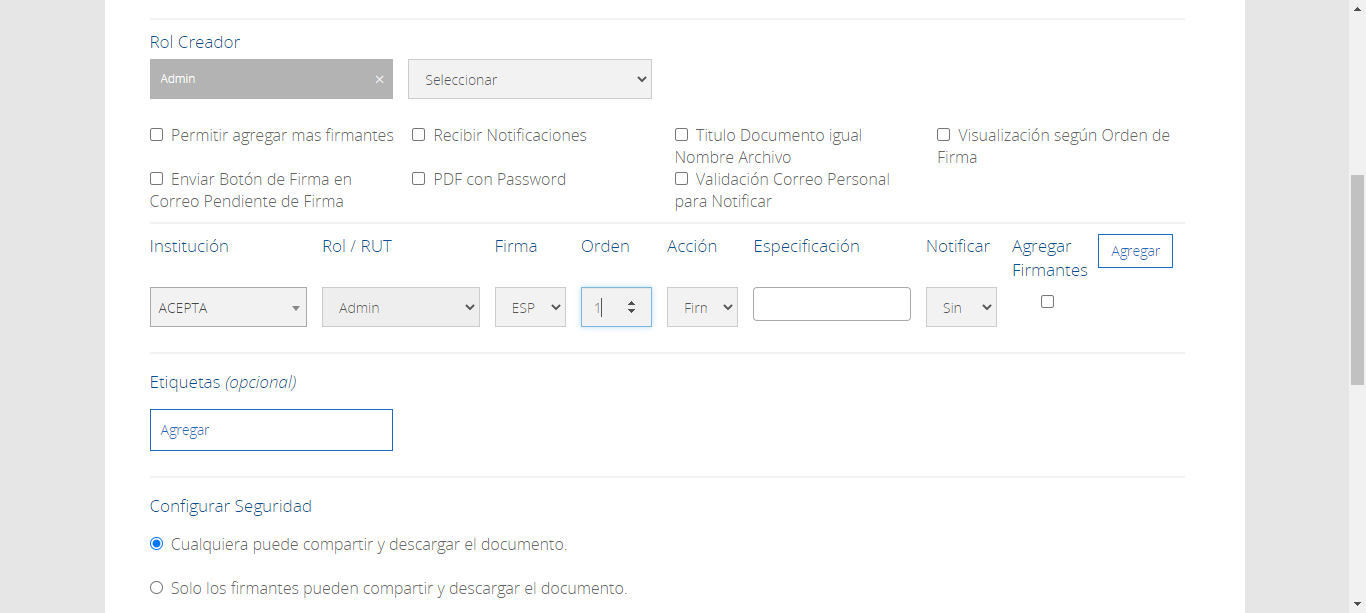 Rol Creador
Admin ×
Seleccionar
Permitir agregar mas firmantes
Recibir Notificaciones
Titulo Documento igual
Nombre Archivo
Visualización según Orden de
Firma
Enviar Botón de Firma en
Correo Pendiente de Firma
PDF con Password
Validación Correo Personal
para Notificar
Institución Rol / RUT Firma Orden Acción Especificación Notificar Agregar
Firmantes
Agregar
ACEPTA Admin ESP 1 Firn Sin
Etiquetas (opcional)
Agregar
Configurar Seguridad
Cualquiera puede compartir y descargar el documento.
Solo los firmantes pueden compartir y descargar el documento.